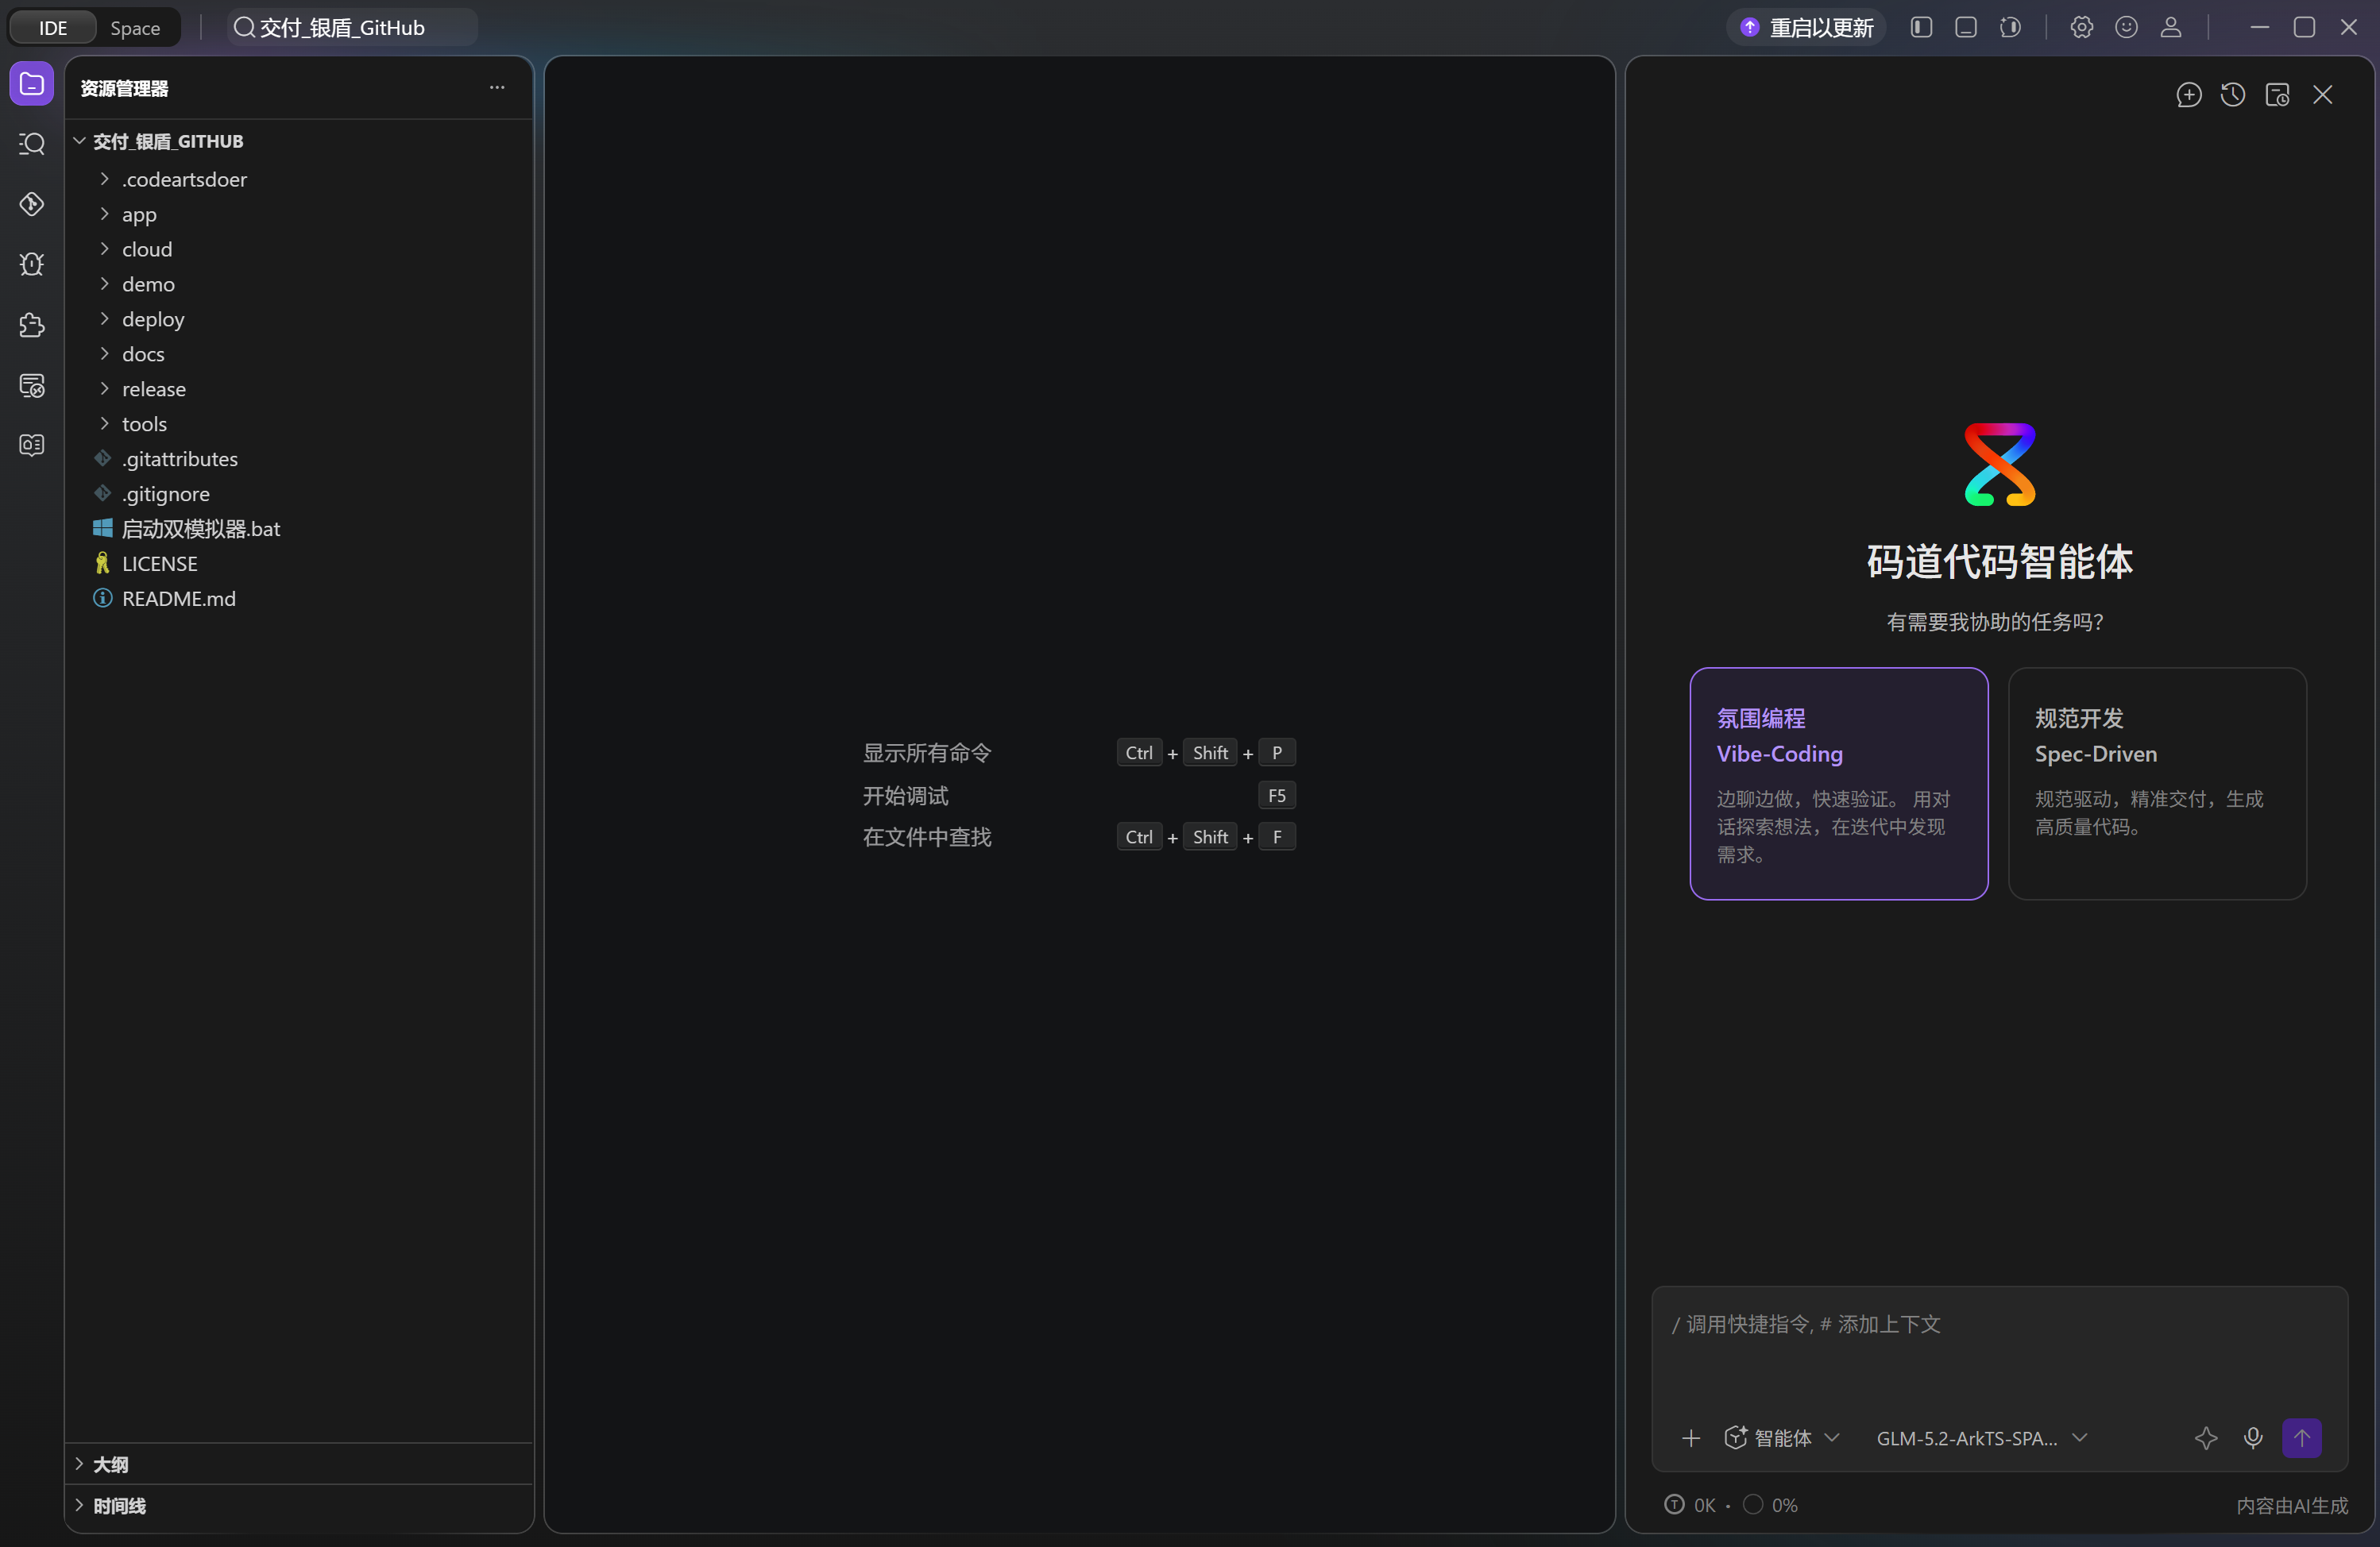 IDE
Space
交付_银盾_GitHub
重启以更新
资源管理器
交付_银盾_GITHUB
.codeartsdoer
app
cloud
demo
deploy
docs
release
tools
.gitattributes
.gitignore
启动双模拟器.bat
LICENSE
README.md
大纲
时间线
显示所有命令 Ctrl + Shift + P
开始调试 F5
在文件中查找 Ctrl + Shift + F
码道代码智能体
有需要我协助的任务吗?
氛围编程
Vibe-Coding
边聊边做，快速验证。 用对
话探索想法，在迭代中发现
需求。
规范开发
Spec-Driven
规范驱动，精准交付，生成
高质量代码。
/ 调用快捷指令, # 添加上下文
智能体
GLM-5.2-ArkTS-SPA...
0K · 0%
内容由AI生成